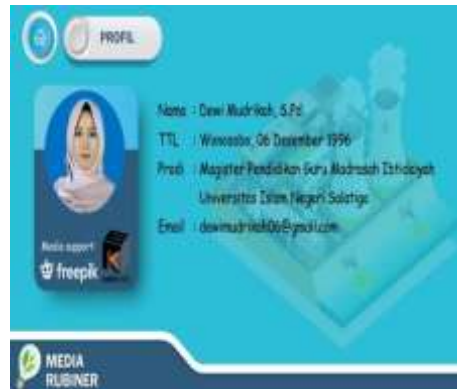 PROFIL
Nama : Dewi Mudrikah, S.Pd
TTL : Wonosobo, 06 Desember 1996
Prodi : Magister Pendidikan Guru Madrasah Ibtidaiyah
Universitas Islam Negeri Salatiga
Email : dewimudrikah06@gmail.com
Media support:
freepik
MEDIA
RUBINER